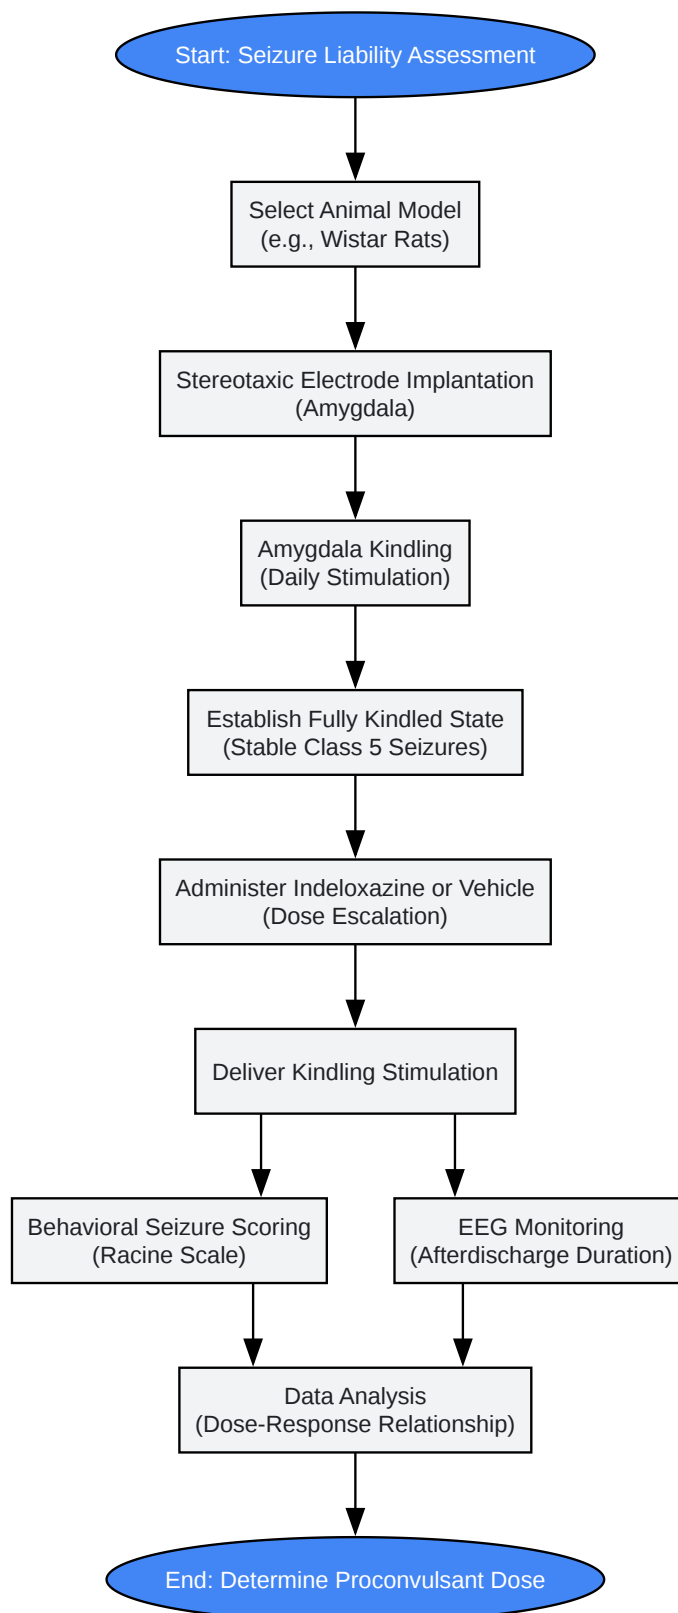 Start: Seizure Liability Assessment
Select Animal Model
(e.g., Wistar Rats)
Stereotaxic Electrode Implantation
(Amygdala)
Amygdala Kindling
(Daily Stimulation)
Establish Fully Kindled State
(Stable Class 5 Seizures)
Administer Indeloxazine or Vehicle
(Dose Escalation)
Deliver Kindling Stimulation
Behavioral Seizure Scoring
(Racine Scale)
EEG Monitoring
(Afterdischarge Duration)
Data Analysis
(Dose-Response Relationship)
End: Determine Proconvulsant Dose